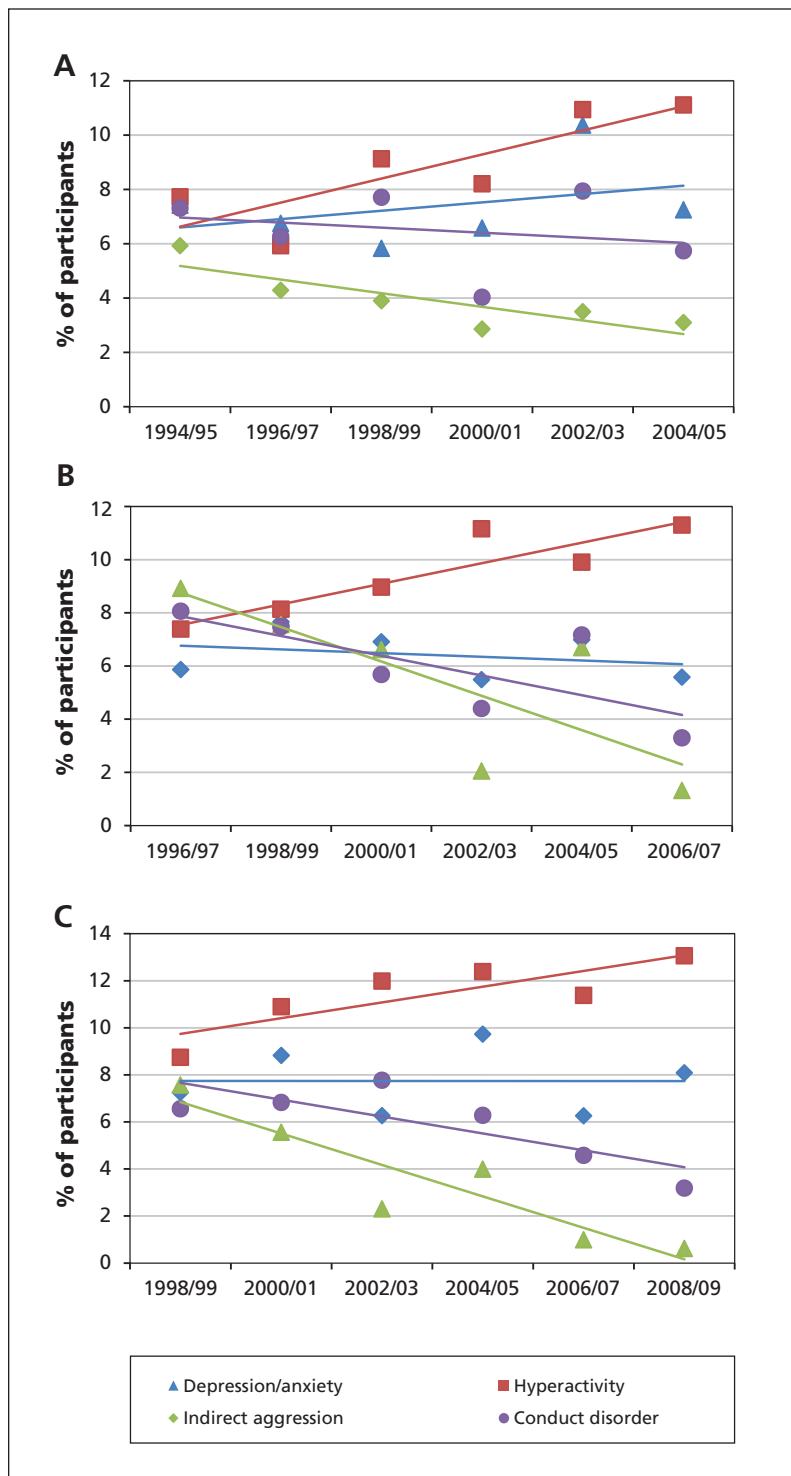 A
% of participants
12
10
8
6
4
2
0
1994/95 1996/97 1998/99 2000/01 2002/03 2004/05
B
% of participants
12
10
8
6
4
2
0
1996/97 1998/99 2000/01 2002/03 2004/05 2006/07
C
% of participants
14
12
10
8
6
4
2
0
1998/99 2000/01 2002/03 2004/05 2006/07 2008/09
Depression/anxiety Hyperactivity
Indirect aggression Conduct disorder